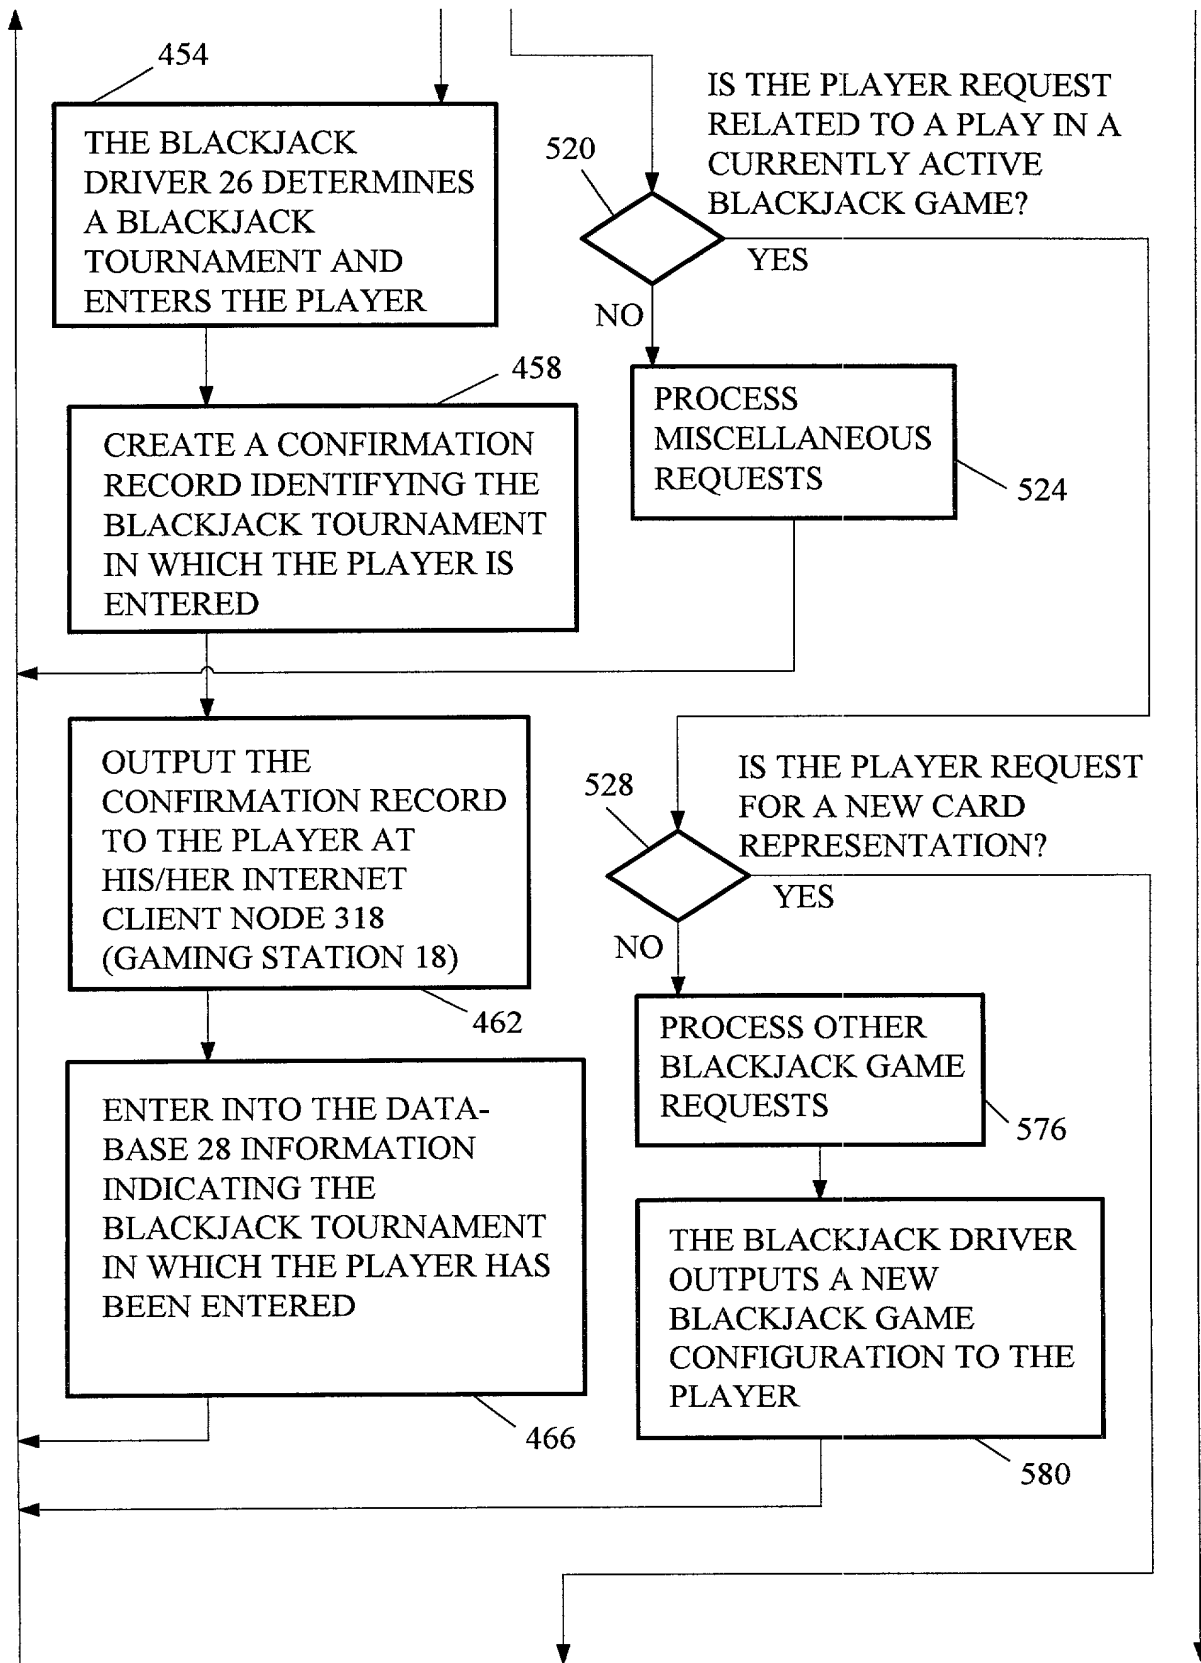 454
THE BLACKJACK
DRIVER 26 DETERMINES
A BLACKJACK
TOURNAMENT AND
ENTERS THE PLAYER
458
CREATE A CONFIRMATION
RECORD IDENTIFYING THE
BLACKJACK TOURNAMENT
IN WHICH THE PLAYER IS
ENTERED
OUTPUT THE
CONFIRMATION RECORD
TO THE PLAYER AT
HIS/HER INTERNET
CLIENT NODE 318
(GAMING STATION 18)
462
ENTER INTO THE DATA-
BASE 28 INFORMATION
INDICATING THE
BLACKJACK TOURNAMENT
IN WHICH THE PLAYER HAS
BEEN ENTERED
466
IS THE PLAYER REQUEST
RELATED TO A PLAY IN A
CURRENTLY ACTIVE
BLACKJACK GAME?
520
YES
NO
PROCESS
MISCELLANEOUS
REQUESTS
524
IS THE PLAYER REQUEST
FOR A NEW CARD
REPRESENTATION?
528
YES
NO
PROCESS OTHER
BLACKJACK GAME
REQUESTS
576
THE BLACKJACK DRIVER
OUTPUTS A NEW
BLACKJACK GAME
CONFIGURATION TO THE
PLAYER
580